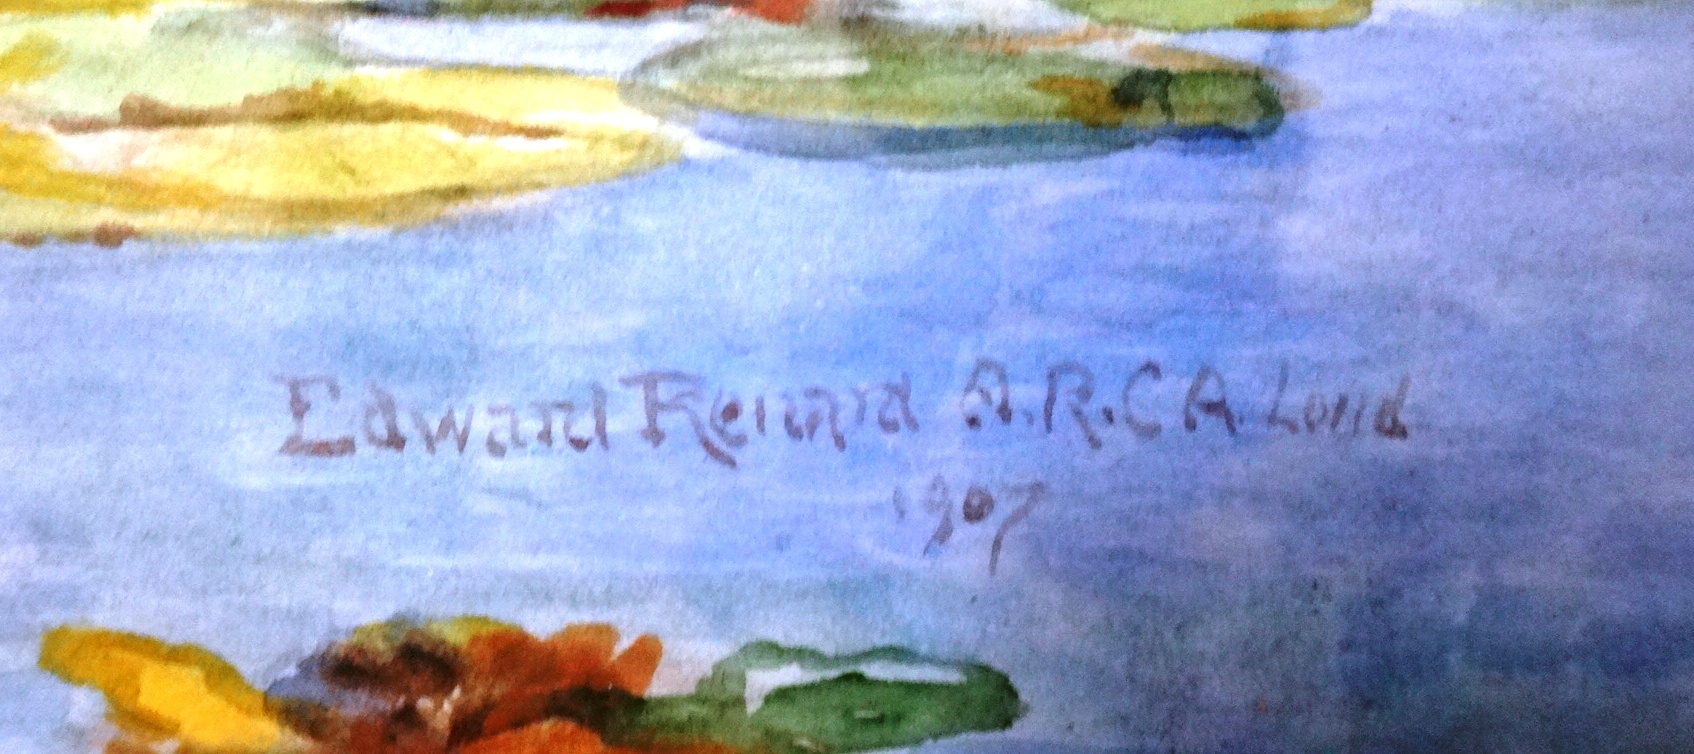 Edward Renard A.R.C A. Lond
1907